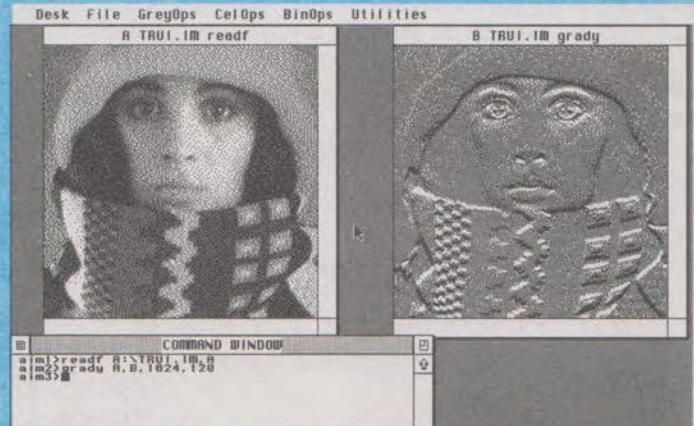 Desk File GreyOps CelOps BinOps Utilities
A TRUI.IM readf
B TRUI.IM grady
COMMAND WINDOW
aim1>readf A:\TRUI.IM,A
aim2>grady A,B,1024,128
aim3>